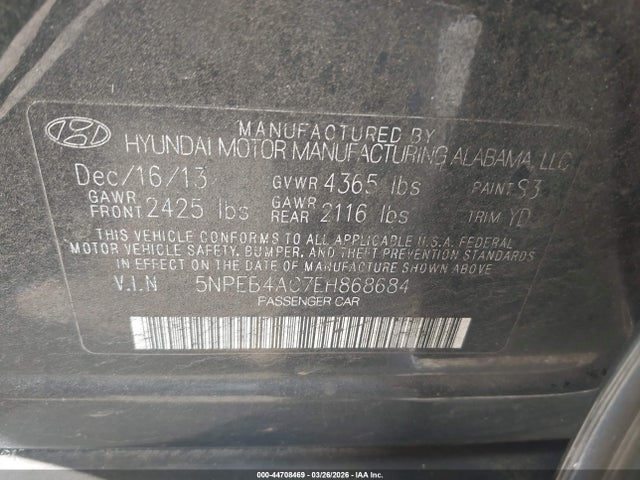 MANUFACTURED BY
HYUNDAI MOTOR MANUFACTURING ALABAMA, LLC
Dec/16/13 GVWR 4365 lbs PAINT S3
GAWR FRONT 2425 lbs GAWR REAR 2116 lbs TRIM YD
THIS VEHICLE CONFORMS TO ALL APPLICABLE U.S.A. FEDERAL
MOTOR VEHICLE SAFETY, BUMPER, AND THEFT PREVENTION STANDARDS
IN EFFECT ON THE DATE OF MANUFACTURE SHOWN ABOVE
V.I.N 5NPEB4AC7EH868684
PASSENGER CAR
000-44708469 | 03/26/2026 - IAA Inc.